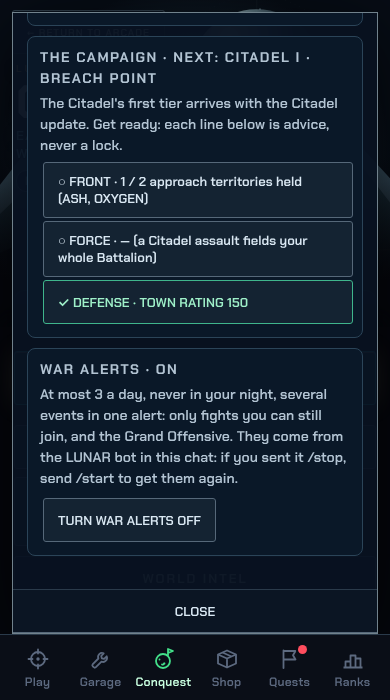 THE CAMPAIGN · NEXT: CITADEL I ·
BREACH POINT
The Citadel's first tier arrives with the Citadel
update. Get ready: each line below is advice,
never a lock.
○ FRONT · 1 / 2 approach territories held
(ASH, OXYGEN)
○ FORCE · — (a Citadel assault fields your
whole Battalion)
✓ DEFENSE · TOWN RATING 150
WAR ALERTS · ON
At most 3 a day, never in your night, several
events in one alert: only fights you can still
join, and the Grand Offensive. They come from
the LUNAR bot in this chat: if you sent it /stop,
send /start to get them again.
TURN WAR ALERTS OFF
WORLD INTEL
CLOSE
Play Garage Conquest Shop Quests Ranks